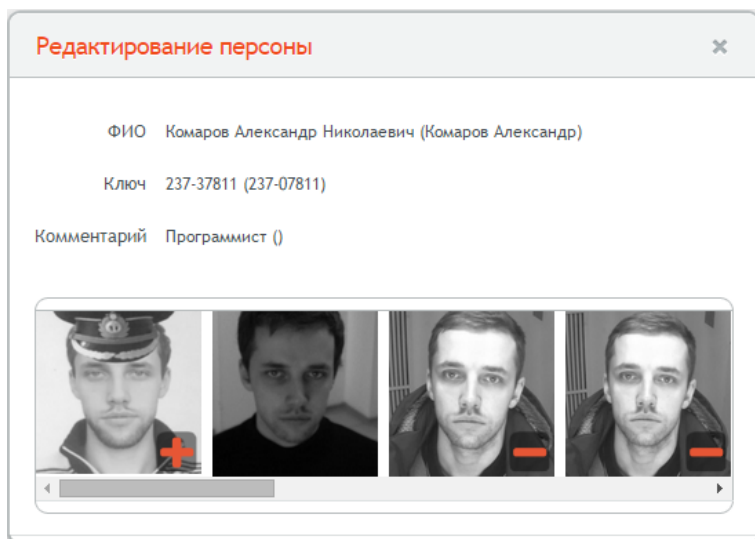 Редактирование персоны
ФИО Комаров Александр Николаевич (Комаров Александр)
Ключ 237-37811 (237-07811)
Комментарий Программист ()